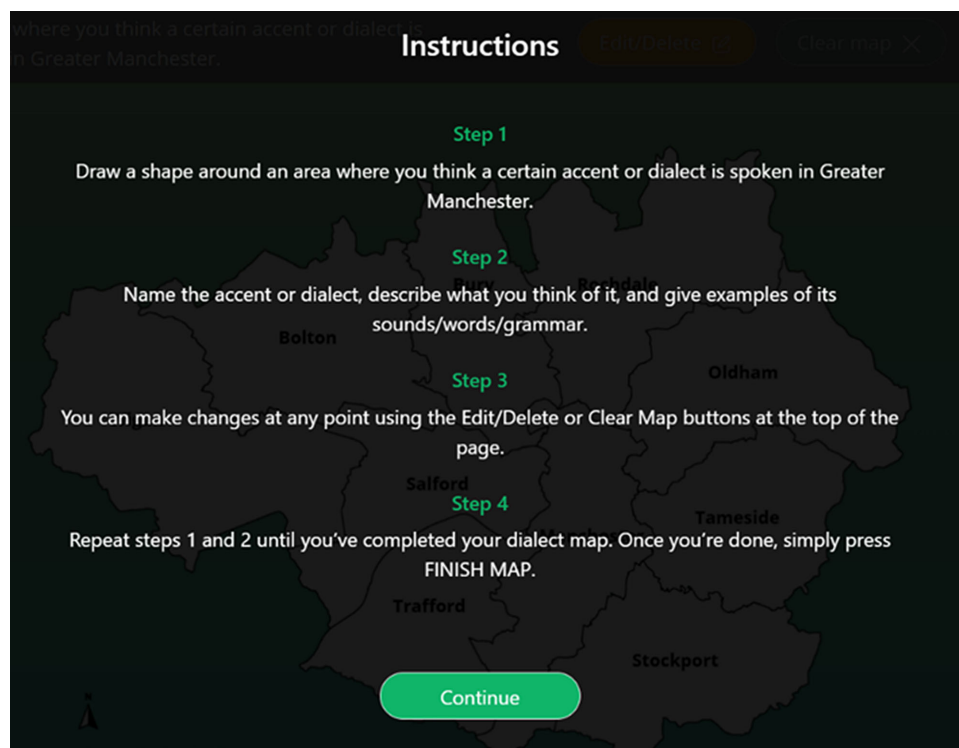 where you think a certain accent or dialect is
n Greater Manchester.
Instructions
Edit/Delete
Clear map
Step 1
Draw a shape around an area where you think a certain accent or dialect is spoken in Greater
Manchester.
Step 2
Bury
Rochdale
Name the accent or dialect, describe what you think of it, and give examples of its
sounds/words/grammar.
Bolton
Oldham
Step 3
You can make changes at any point using the Edit/Delete or Clear Map buttons at the top of the
page.
Salford
Step 4
Tameside
Repeat steps 1 and 2 until you’ve completed your dialect map. Once you’re done, simply press
FINISH MAP.
Trafford
Stockport
Continue
N